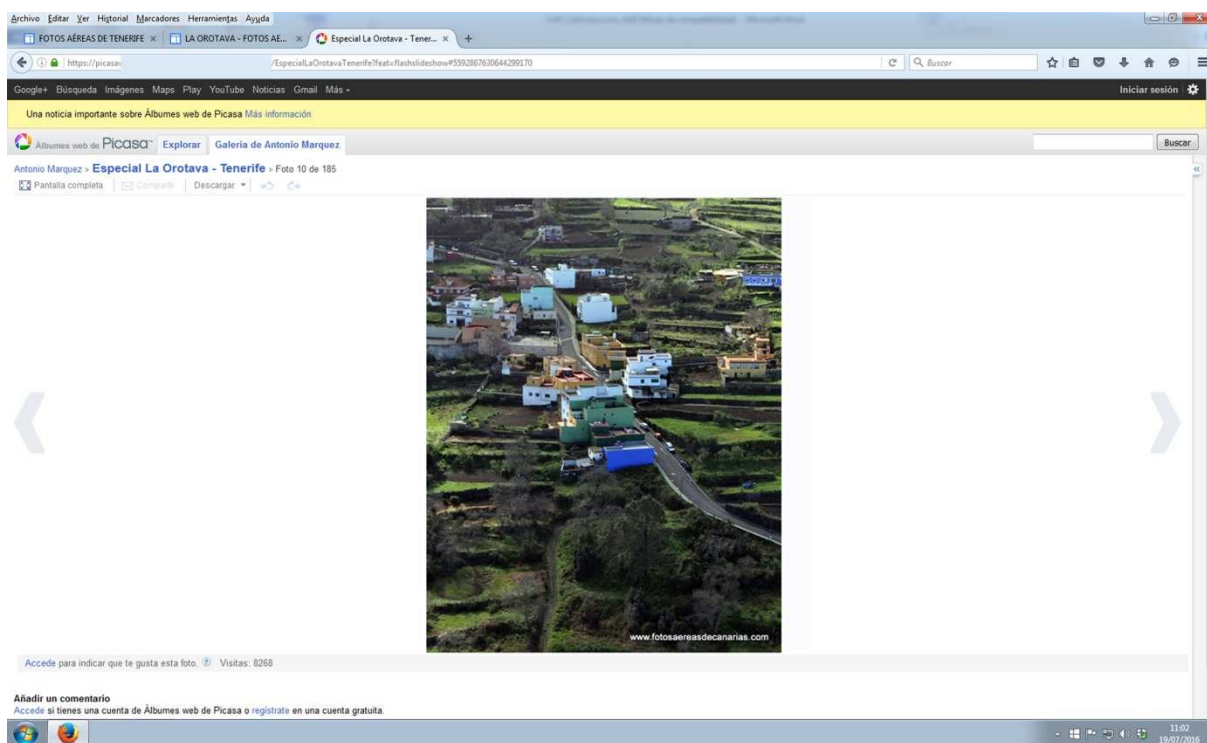 Archivo Editar Ver Historial Marcadores Herramientas Ayuda
FOTOS AÉREAS DE TENERIFE × LA OROTAVA - FOTOS AE... × Especial La Orotava - Tener... × +
https://picasa /EspecialLaOrotavaTenerife?feat=flashslideshow#5592867630644299170 Buscar
Google+ Búsqueda Imágenes Maps Play YouTube Noticias Gmail Más Iniciar sesión
Una noticia importante sobre Álbumes web de Picasa Más información
Álbumes web de Picasa Explorar Galería de Antonio Marquez Buscar
Antonio Marquez > Especial La Orotava - Tenerife > Foto 10 de 185
Pantalla completa Compartir Descargar
www.fotosaereasdecanarias.com
Accede para indicar que te gusta esta foto. Visitas: 8268
Añadir un comentario
Accede si tienes una cuenta de Álbumes web de Picasa o regístrate en una cuenta gratuita.
11:02
19/07/2016